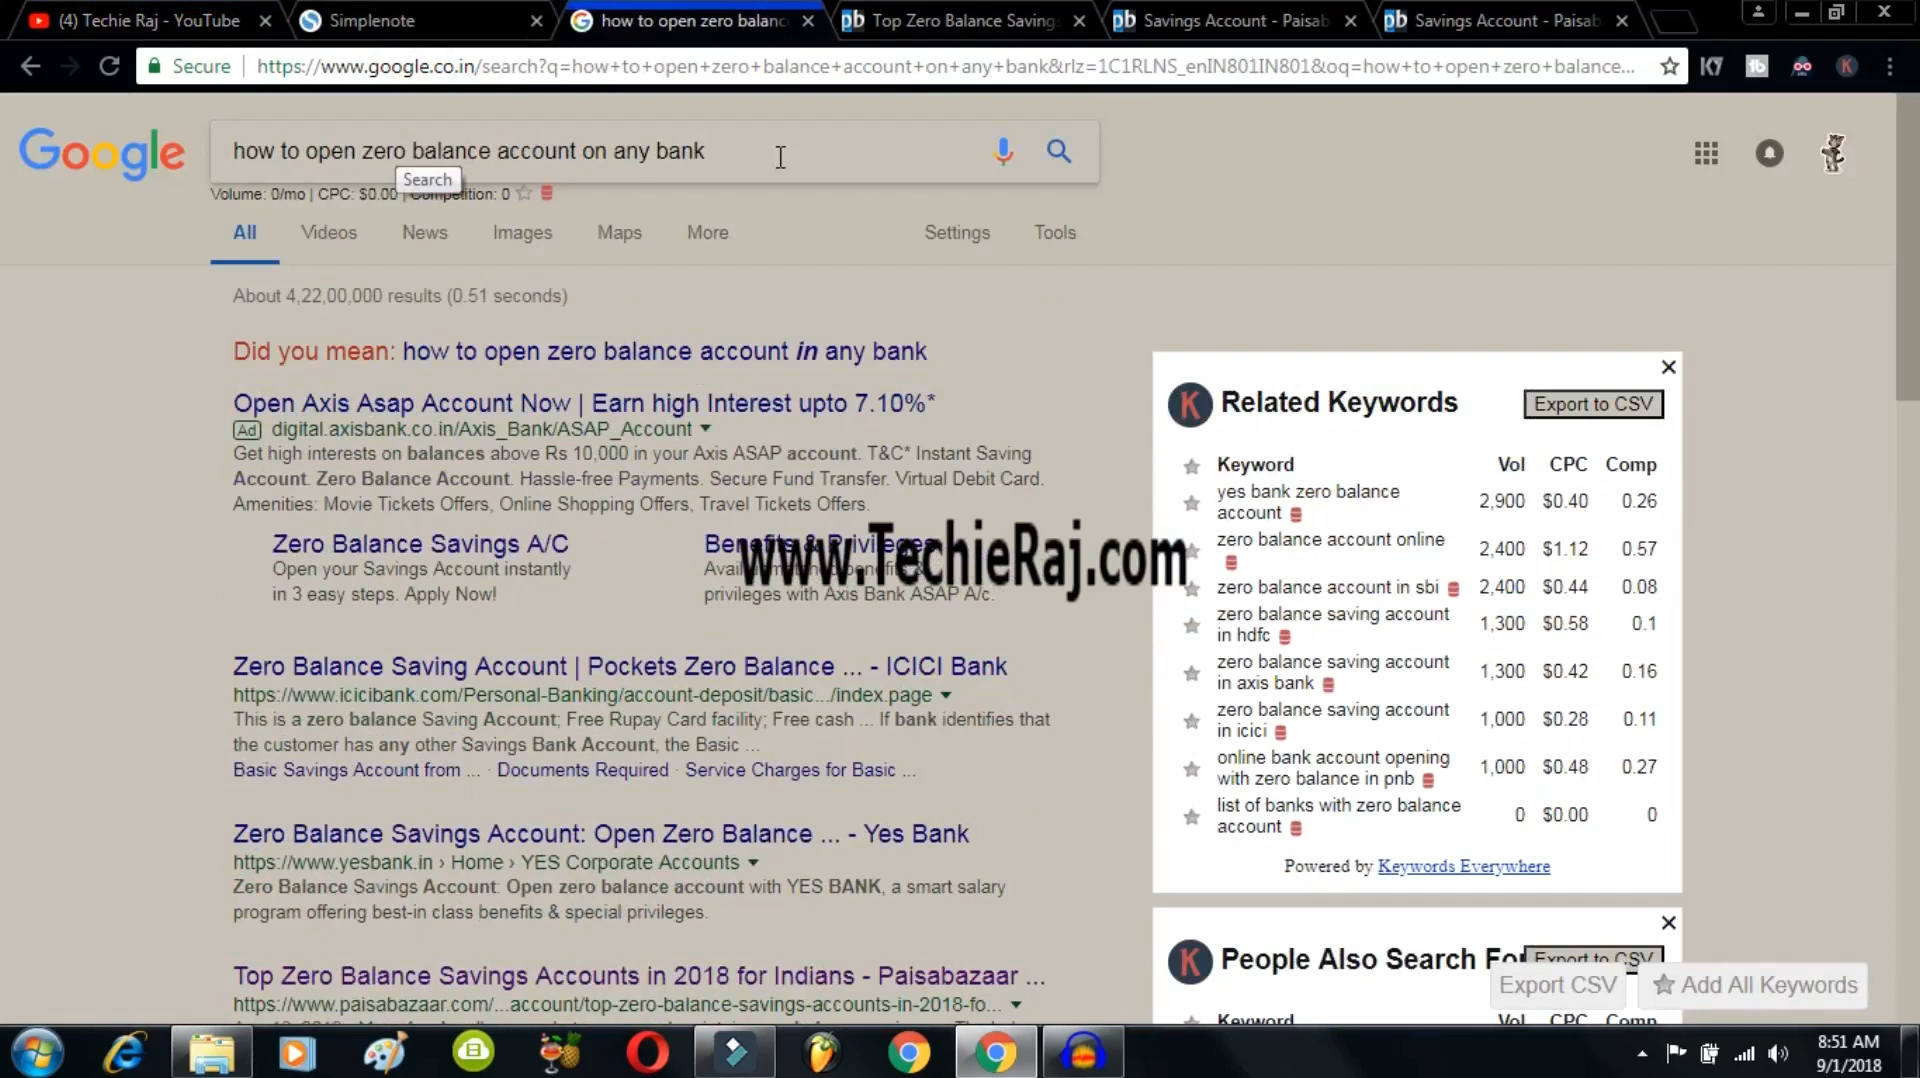 (4) Techie Raj - YouTube
Simplenote
how to open zero balanc
Top Zero Balance Savings
Savings Account - Paisab
Savings Account - Paisab
Secure
https://www.google.co.in/search?q=how+to+open+zero+balance+account+on+any+bank&rlz=1C1RLNS_enIN801IN801&oq=how+to+open+zero+balance...
Google
how to open zero balance account on any bank
Search
Volume: 0/mo | CPC: $0.00 | Competition: 0
All
Videos
News
Images
Maps
More
Settings
Tools
About 4,22,00,000 results (0.51 seconds)
Did you mean: how to open zero balance account in any bank
Open Axis Asap Account Now | Earn high Interest upto 7.10%*
Ad digital.axisbank.co.in/Axis_Bank/ASAP_Account
Get high interests on balances above Rs 10,000 in your Axis ASAP account. T&C* Instant Saving
Account. Zero Balance Account. Hassle-free Payments. Secure Fund Transfer. Virtual Debit Card.
Amenities: Movie Tickets Offers, Online Shopping Offers, Travel Tickets Offers.
Zero Balance Savings A/C
Open your Savings Account instantly
in 3 easy steps. Apply Now!
Benefits & Privileges
privileges with Axis Bank ASAP A/c.
www.TechieRaj.com
Zero Balance Saving Account | Pockets Zero Balance ... - ICICI Bank
https://www.icicibank.com/Personal-Banking/account-deposit/basic.../index.page
This is a zero balance Saving Account; Free Rupay Card facility; Free cash ... If bank identifies that
the customer has any other Savings Bank Account, the Basic ...
Basic Savings Account from ... · Documents Required · Service Charges for Basic ...
Zero Balance Savings Account: Open Zero Balance ... - Yes Bank
https://www.yesbank.in › Home › YES Corporate Accounts
Zero Balance Savings Account: Open zero balance account with YES BANK, a smart salary
program offering best-in class benefits & special privileges.
Top Zero Balance Savings Accounts in 2018 for Indians - Paisabazaar ...
https://www.paisabazaar.com/...account/top-zero-balance-savings-accounts-in-2018-fo...
Related Keywords
Export to CSV
Keyword Vol CPC Comp
yes bank zero balance
account 2,900 $0.40 0.26
zero balance account online
2,400 $1.12 0.57
zero balance account in sbi 2,400 $0.44 0.08
zero balance saving account
in hdfc 1,300 $0.58 0.1
zero balance saving account
in axis bank 1,300 $0.42 0.16
zero balance saving account
in icici 1,000 $0.28 0.11
online bank account opening
with zero balance in pnb 1,000 $0.48 0.27
list of banks with zero balance
account 0 $0.00 0
Powered by Keywords Everywhere
People Also Search For
Export to CSV
Export CSV
Add All Keywords
Keyword Vol CPC Comp
8:51 AM
9/1/2018